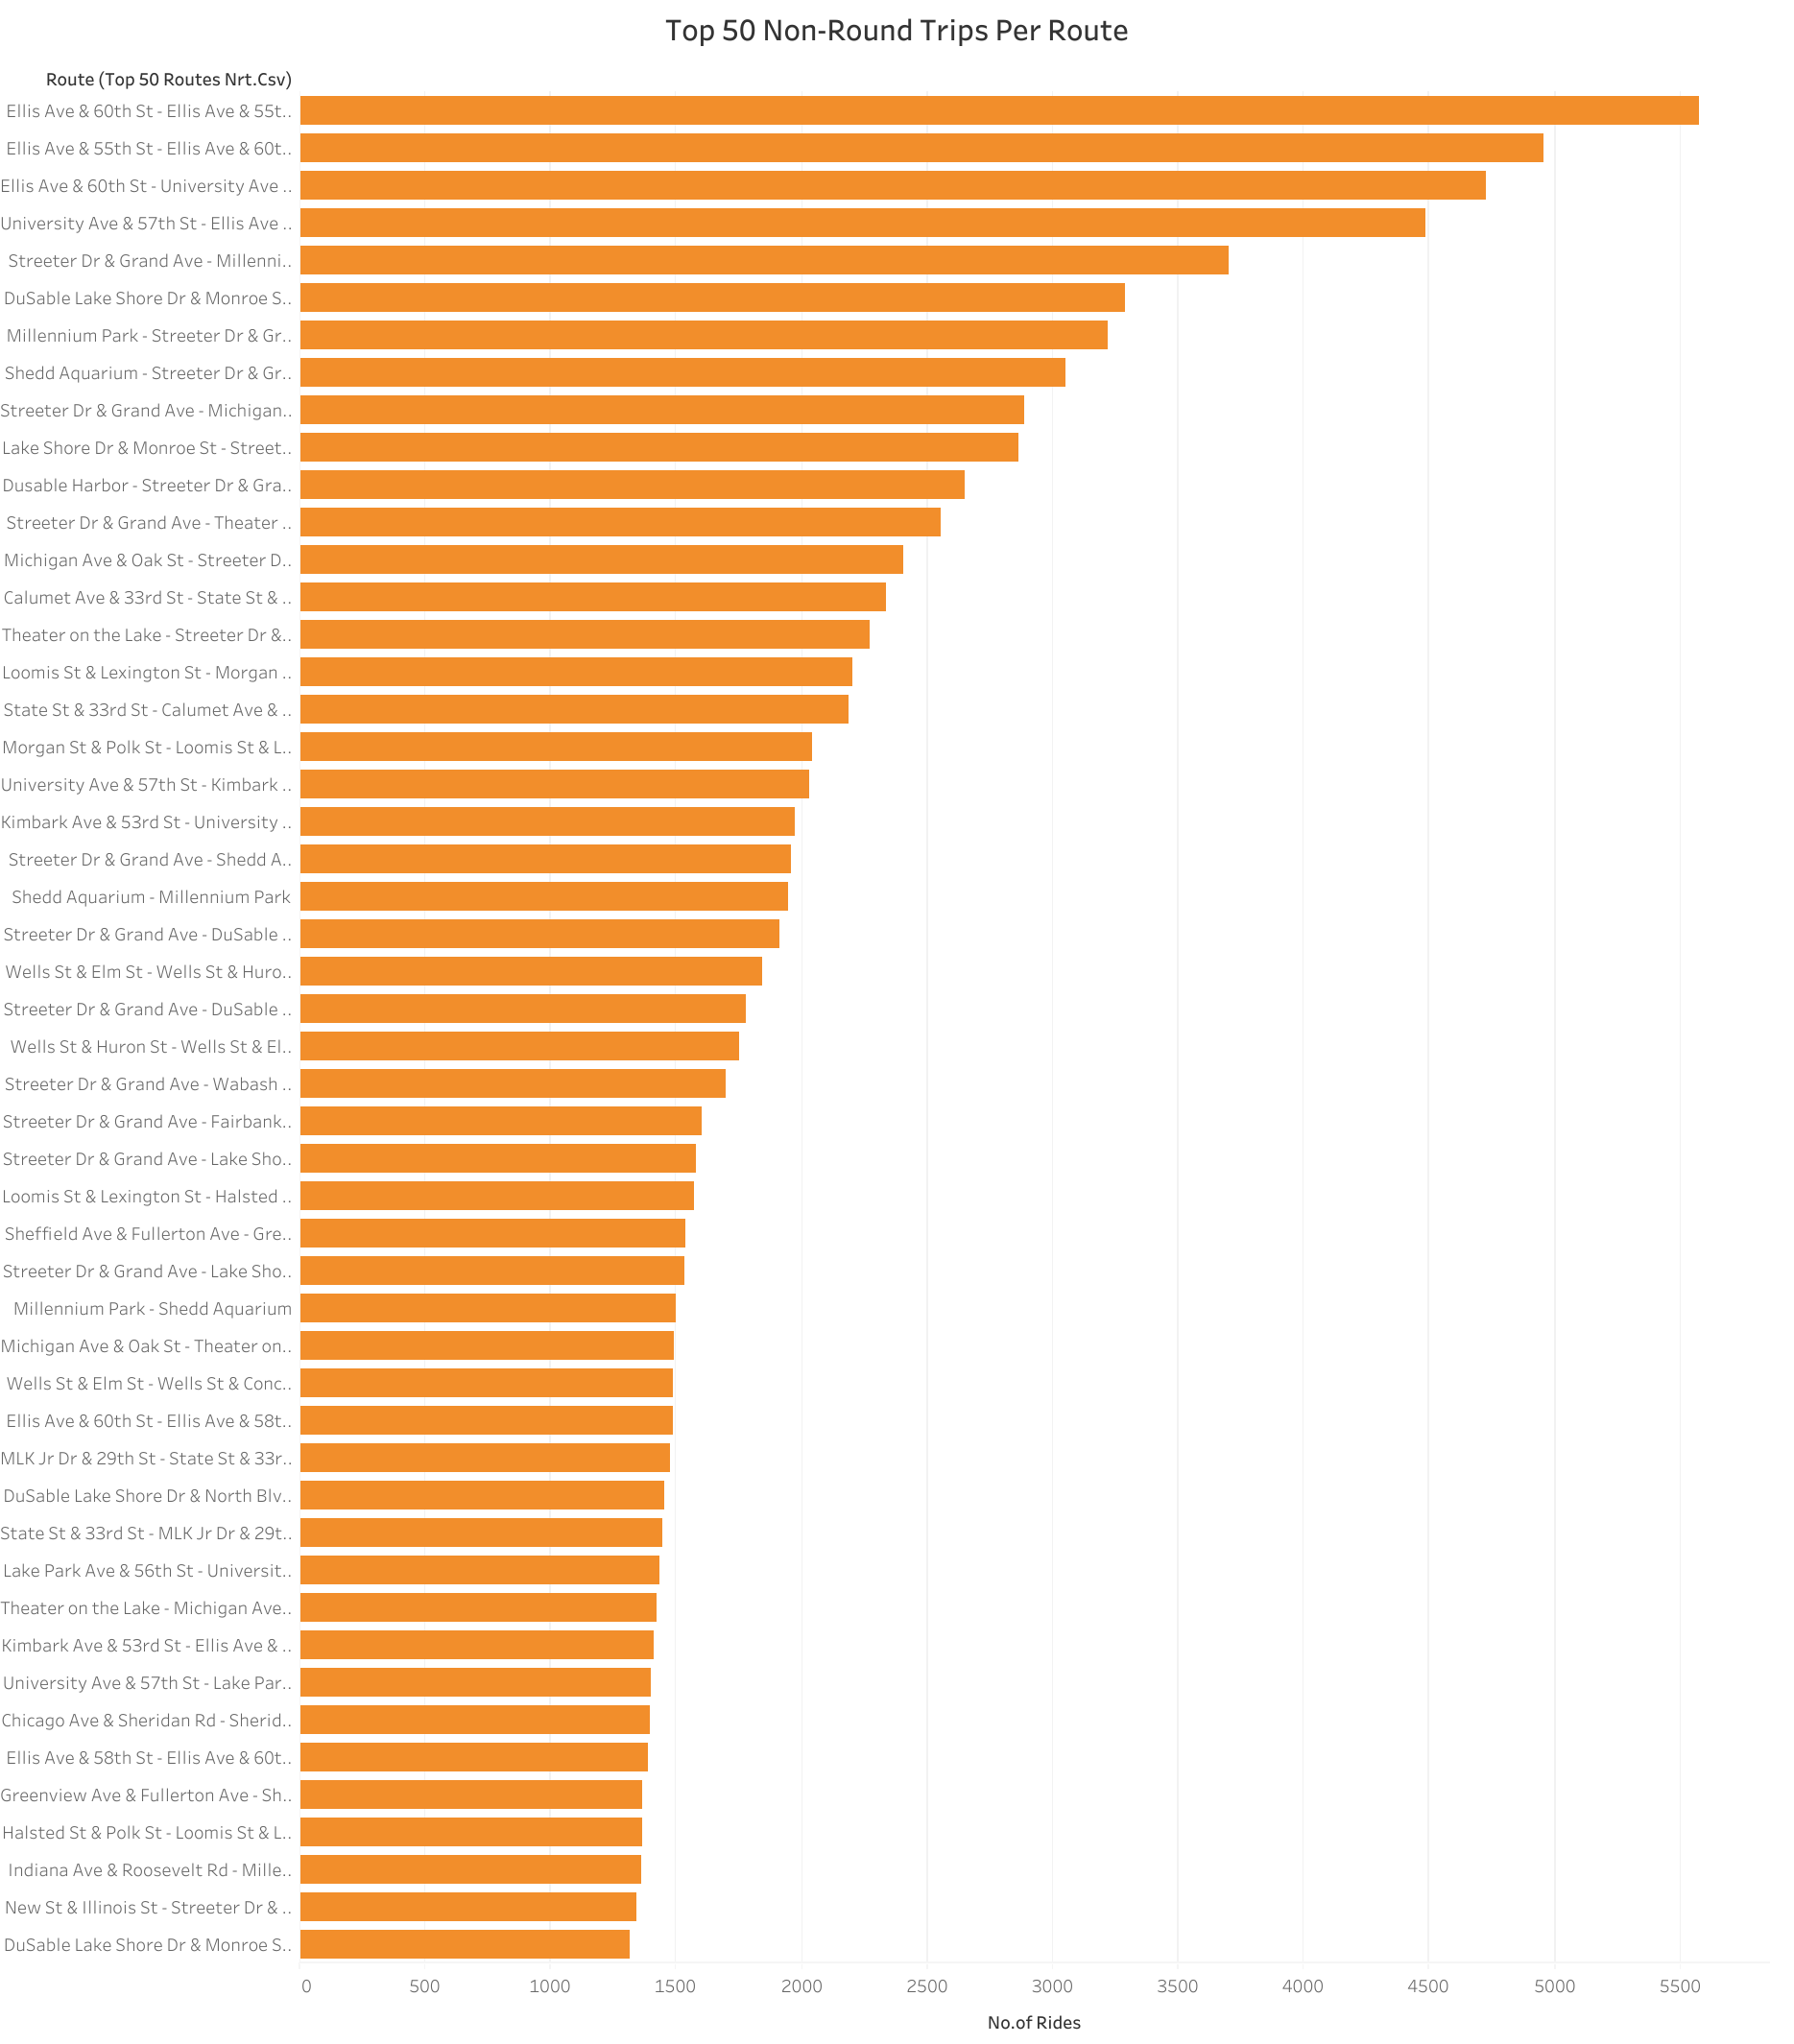 Top 50 Non-Round Trips Per Route
Route (Top 50 Routes Nrt.Csv)
Ellis Ave & 60th St - Ellis Ave & 55t..
Ellis Ave & 55th St - Ellis Ave & 60t..
Ellis Ave & 60th St - University Ave ..
University Ave & 57th St - Ellis Ave ..
Streeter Dr & Grand Ave - Millenni..
DuSable Lake Shore Dr & Monroe S..
Millennium Park - Streeter Dr & Gr..
Shedd Aquarium - Streeter Dr & Gr..
Streeter Dr & Grand Ave - Michigan..
Lake Shore Dr & Monroe St - Street..
Dusable Harbor - Streeter Dr & Gra..
Streeter Dr & Grand Ave - Theater ..
Michigan Ave & Oak St - Streeter D..
Calumet Ave & 33rd St - State St & ..
Theater on the Lake - Streeter Dr &..
Loomis St & Lexington St - Morgan ..
State St & 33rd St - Calumet Ave & ..
Morgan St & Polk St - Loomis St & L..
University Ave & 57th St - Kimbark ..
Kimbark Ave & 53rd St - University ..
Streeter Dr & Grand Ave - Shedd A..
Shedd Aquarium - Millennium Park
Streeter Dr & Grand Ave - DuSable ..
Wells St & Elm St - Wells St & Huro..
Streeter Dr & Grand Ave - DuSable ..
Wells St & Huron St - Wells St & El..
Streeter Dr & Grand Ave - Wabash ..
Streeter Dr & Grand Ave - Fairbank..
Streeter Dr & Grand Ave - Lake Sho..
Loomis St & Lexington St - Halsted ..
Sheffield Ave & Fullerton Ave - Gre..
Streeter Dr & Grand Ave - Lake Sho..
Millennium Park - Shedd Aquarium
Michigan Ave & Oak St - Theater on..
Wells St & Elm St - Wells St & Conc..
Ellis Ave & 60th St - Ellis Ave & 58t..
MLK Jr Dr & 29th St - State St & 33r..
DuSable Lake Shore Dr & North Blv..
State St & 33rd St - MLK Jr Dr & 29t..
Lake Park Ave & 56th St - Universit..
Theater on the Lake - Michigan Ave..
Kimbark Ave & 53rd St - Ellis Ave & ..
University Ave & 57th St - Lake Par..
Chicago Ave & Sheridan Rd - Sherid..
Ellis Ave & 58th St - Ellis Ave & 60t..
Greenview Ave & Fullerton Ave - Sh..
Halsted St & Polk St - Loomis St & L..
Indiana Ave & Roosevelt Rd - Mille..
New St & Illinois St - Streeter Dr & ..
DuSable Lake Shore Dr & Monroe S..
0 500 1000 1500 2000 2500 3000 3500 4000 4500 5000 5500
No.of Rides